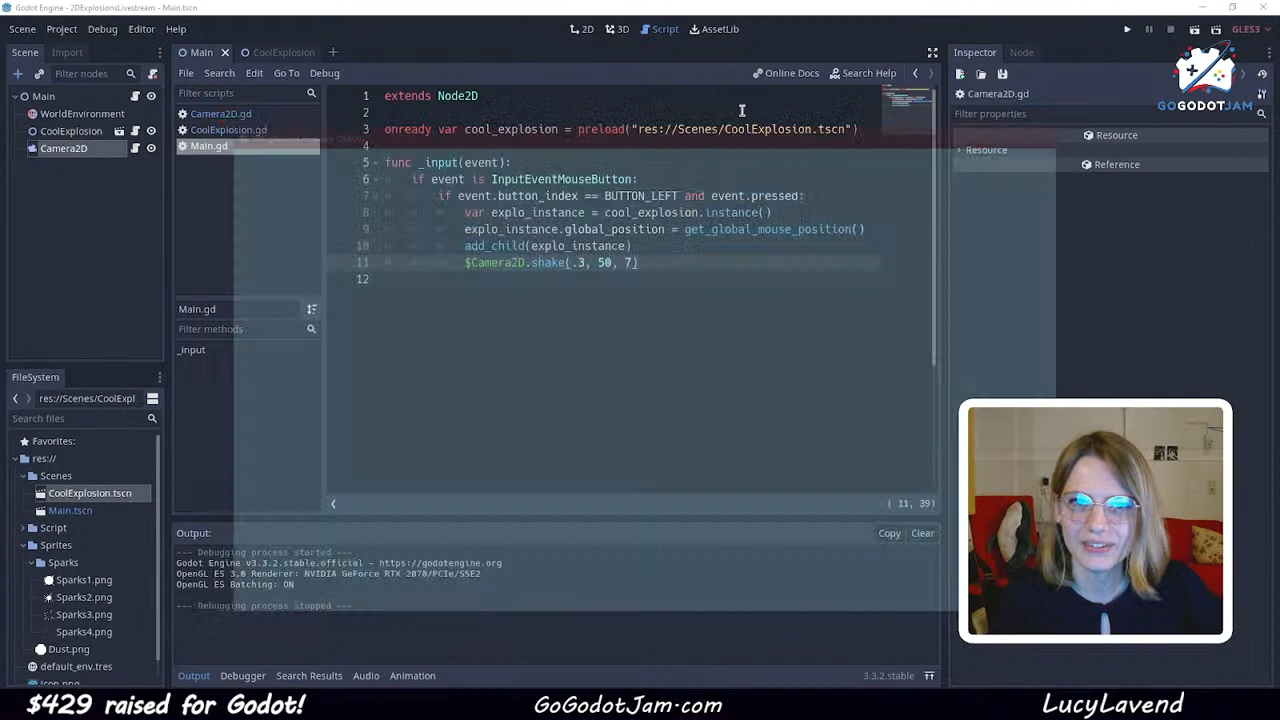 Godot Engine - 2DExplosionsLivestream - Main.tscn
Scene Project Debug Editor Help
2D 3D Script AssetLib
GLES3
Scene Import
Filter nodes
Main
WorldEnvironment
CoolExplosion
Camera2D
Main CoolExplosion
File Search Edit Go To Debug
Online Docs Search Help
Filter scripts
Camera2D.gd
CoolExplosion.gd
Main.gd
Main.gd
Filter methods
_input
1 extends Node2D
2
3 onready var cool_explosion = preload("res://Scenes/CoolExplosion.tscn")
4
5 func _input(event):
6 if event is InputEventMouseButton:
7 if event.button_index == BUTTON_LEFT and event.pressed:
8 var explo_instance = cool_explosion.instance()
9 explo_instance.global_position = get_global_mouse_position()
10 add_child(explo_instance)
11 $Camera2D.shake(.3, 50, 7)
12
( 11, 39)
Inspector Node
GOGODOTJAM
Camera2D.gd
Filter properties
Resource
Resource
Reference
FileSystem
res://Scenes/CoolExpl
Search files
Favorites:
res://
Scenes
CoolExplosion.tscn
Main.tscn
Script
Sprites
Sparks
Sparks1.png
Sparks2.png
Sparks3.png
Sparks4.png
Dust.png
default_env.tres
icon.png
Output:
Copy Clear
--- Debugging process started ---
Godot Engine v3.3.2.stable.official - https://godotengine.org
OpenGL ES 3.0 Renderer: NVIDIA GeForce RTX 2070/PCIe/SSE2
OpenGL ES Batching: ON
--- Debugging process stopped ---
Output Debugger Search Results Audio Animation
3.3.2.stable
$429 raised for Godot!
GoGodotJam.com
LucyLavend